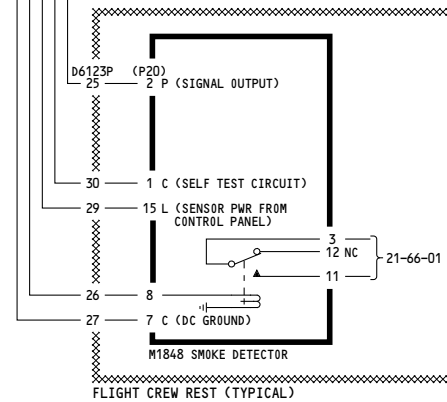 D6123P (P20)
25 2 P (SIGNAL OUTPUT)
30 1 C (SELF TEST CIRCUIT)
29 15 L (SENSOR PWR FROM
CONTROL PANEL)
3
12 NC
21-66-01
11
26 8
27 7 C (DC GROUND)
M1848 SMOKE DETECTOR
FLIGHT CREW REST (TYPICAL)